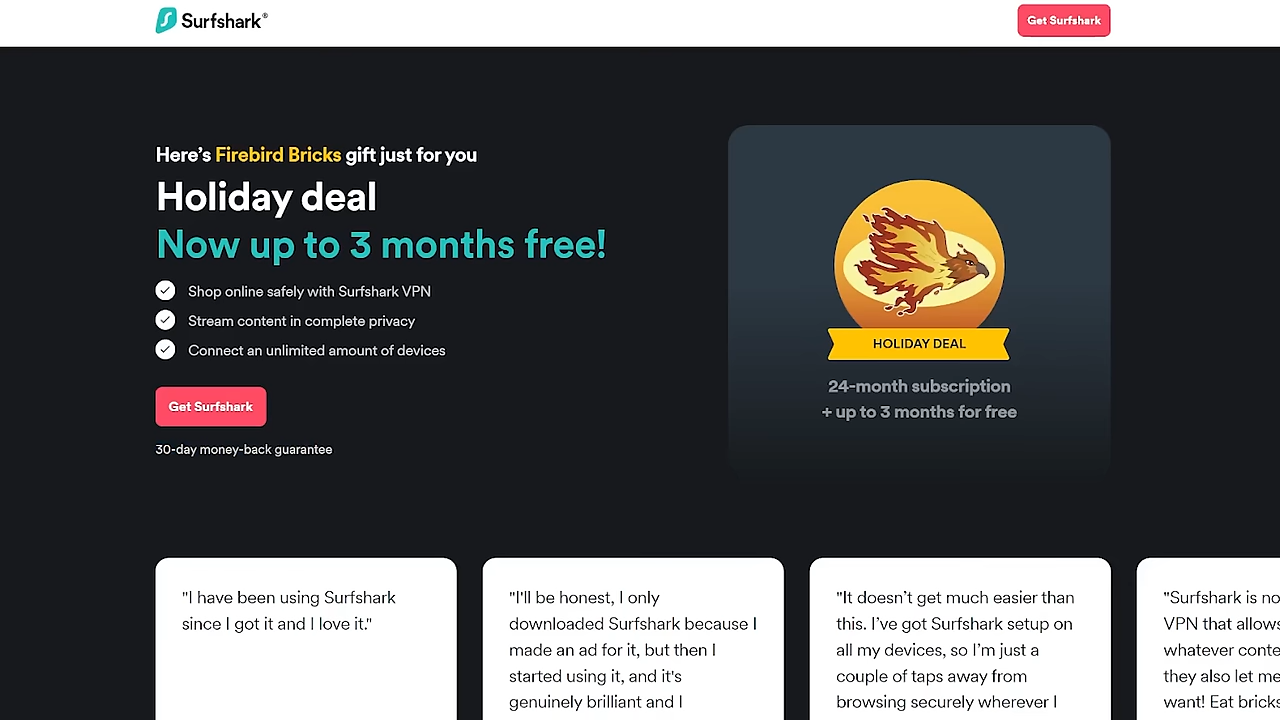 Surfshark®
Get Surfshark
Here's Firebird Bricks gift just for you
Holiday deal
Now up to 3 months free!
Shop online safely with Surfshark VPN
Stream content in complete privacy
Connect an unlimited amount of devices
Get Surfshark
30-day money-back guarantee
HOLIDAY DEAL
24-month subscription
+ up to 3 months for free
"I have been using Surfshark
since I got it and I love it."
"I'll be honest, I only
downloaded Surfshark because I
made an ad for it, but then I
started using it, and it's
genuinely brilliant and I
"It doesn't get much easier than
this. I've got Surfshark setup on
all my devices, so I'm just a
couple of taps away from
browsing securely wherever I
"Surfshark is no
VPN that allows
whatever conte
they also let me
want! Eat bricks